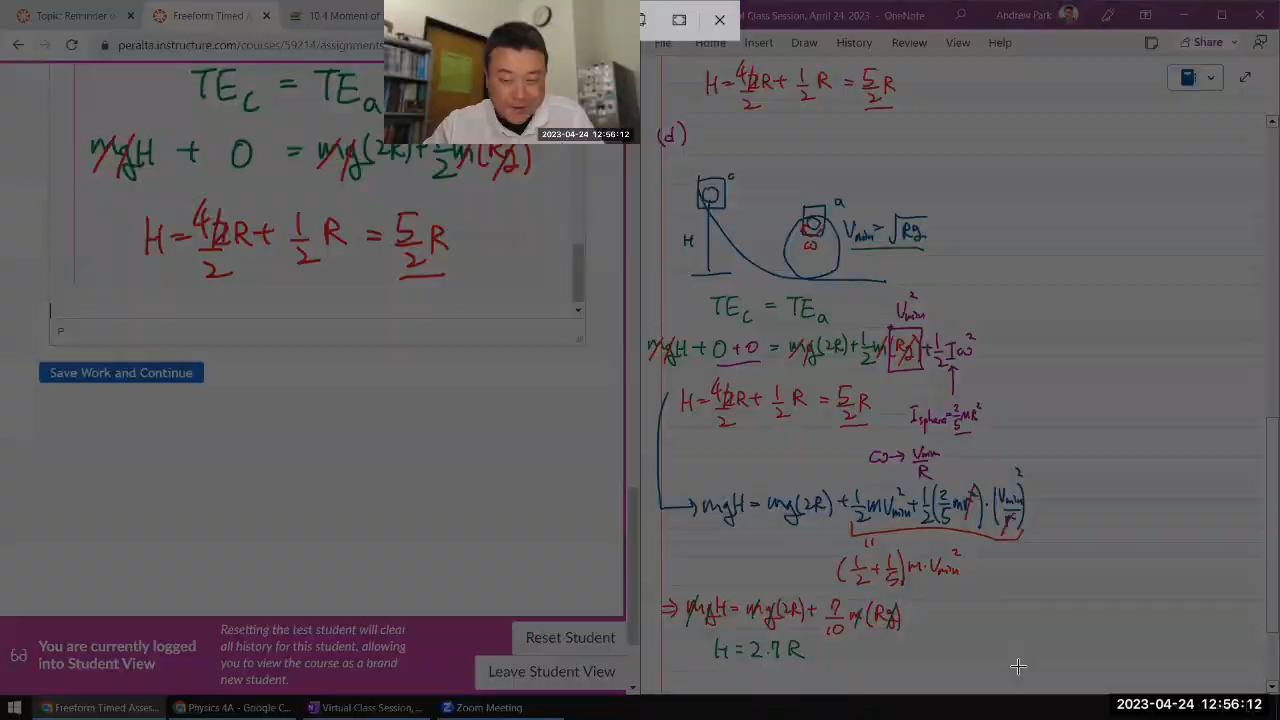 Topic: Reminder o
Freeform Timed A
10.4 Moment of
peralta.instructure.com/courses/59214/assignments
al Class Session, April 24, 2023 - OneNote
Andrew Park
File Home Insert Draw History Review View Help
Share
2023-04-24 12:56:12
TE_c = TE_a
mgH + 0 = mg(2R) + 1/2 m(Rg)
H = 4/2 R + 1/2 R = 5/2 R
P
Save Work and Continue
You are currently logged into Student View
Resetting the test student will clear
all history for this student, allowing
you to view the course as a brand
new student.
Reset Student
Leave Student View
H = 4/2 R + 1/2 R = 5/2 R
(d)
c
a
H
ω
V_min = √Rg
TE_c = TE_a
V_min²
mgH + 0 + 0 = mg(2R) + 1/2 m(Rg) + 1/2 Iω²
H = 4/2 R + 1/2 R = 5/2 R
I_sphere = 2/5 MR²
ω → V_min/R
→ mgH = mg(2R) + 1/2 mV_min² + 1/2 (2/5 mr²) · (V_min/r)²
(1/2 + 1/5) m · V_min²
⇒ mgH = mg(2R) + 7/10 m(Rg)
H = 2.7 R
Freeform Timed Asses...
Physics 4A - Google C...
Virtual Class Session, ...
Zoom Meeting
2023-04-24 12:56:12